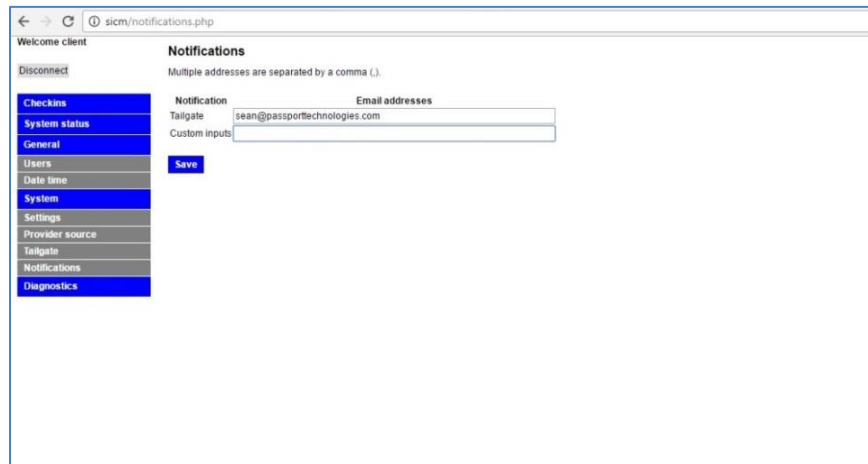 sicm/notifications.php
Welcome client
Disconnect
Checkins
System status
General
Users
Date time
System
Settings
Provider source
Tailgate
Notifications
Diagnostics
Notifications
Multiple addresses are separated by a comma (,).
Notification Email addresses
Tailgate sean@passporttechnologies.com
Custom inputs
Save